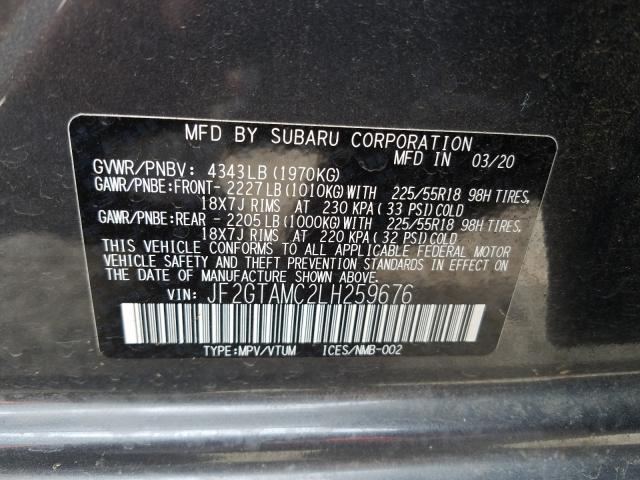 MFD BY SUBARU CORPORATION
MFD IN 03/20
GVWR/PNBV: 4343LB (1970KG)
GAWR/PNBE:FRONT- 2227 LB (1010KG) WITH 225/55R18 98H TIRES,
18X7J RIMS AT 230 KPA ( 33 PSI) COLD
GAWR/PNBE:REAR - 2205 LB (1000KG) WITH 225/55R18 98H TIRES,
18X7J RIMS AT 220 KPA ( 32 PSI) COLD
THIS VEHICLE CONFORMS TO ALL APPLICABLE FEDERAL MOTOR
VEHICLE SAFETY AND THEFT PREVENTION STANDARDS IN EFFECT ON
THE DATE OF MANUFACTURE SHOWN ABOVE.
VIN: JF2GTAMC2LH259676
TYPE:MPV/VTUM ICES/NMB-002